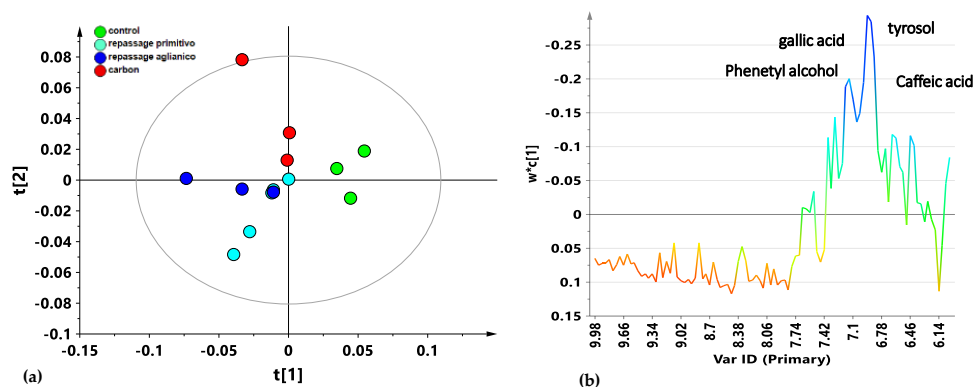 control
repassage primitivo
repassage aglianico
carbon
0.08
0.06
0.04
0.02
0
-0.02
-0.04
-0.06
-0.08
-0.1
t[2]
-0.15
-0.1
-0.05
0
0.05
0.1
0.15
t[1]
(a)
-0.25
-0.2
-0.15
-0.1
-0.05
0
0.05
0.1
0.15
w*c[1]
gallic acid
tyrosol
Phenetyl alcohol
Caffeic acid
9.98
9.66
9.34
9.02
8.7
8.38
8.06
7.74
7.42
7.1
6.78
6.46
6.14
Var ID (Primary)
(b)